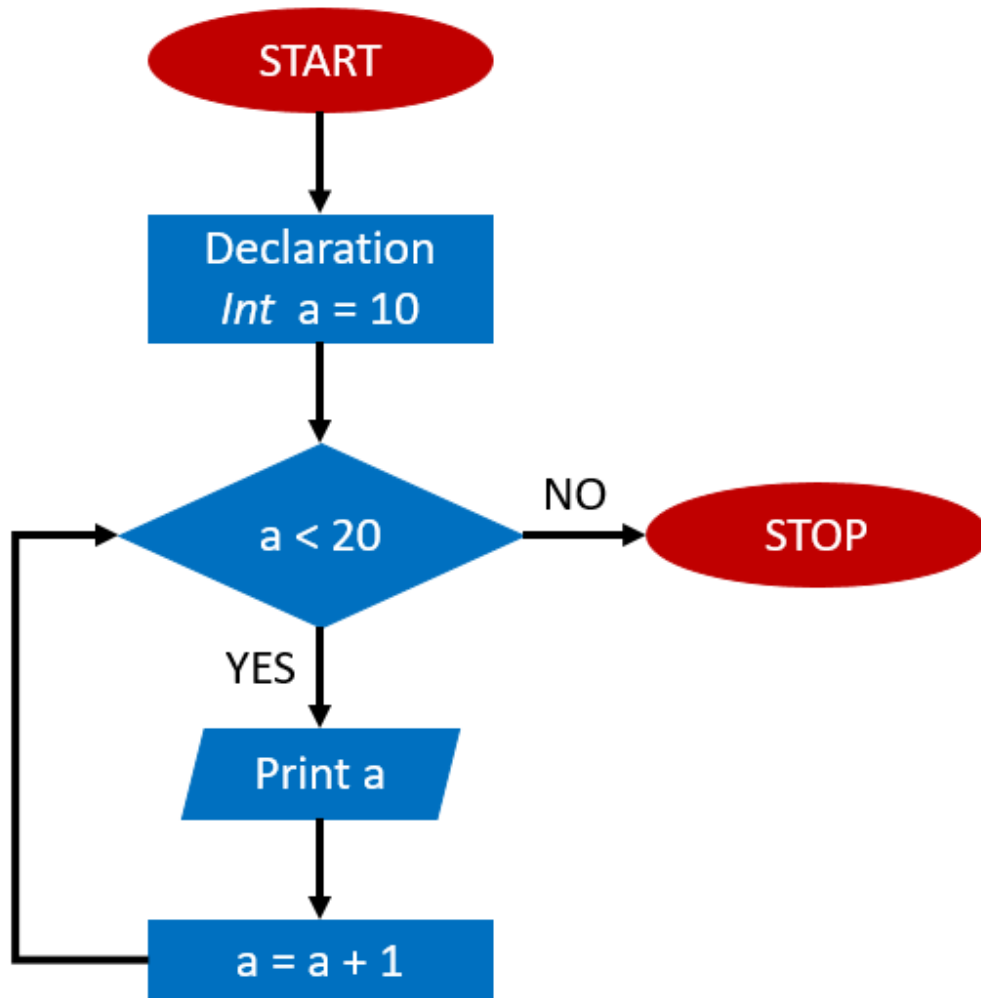 START
Declaration
Int a = 10
a < 20
NO
STOP
YES
Print a
a = a + 1